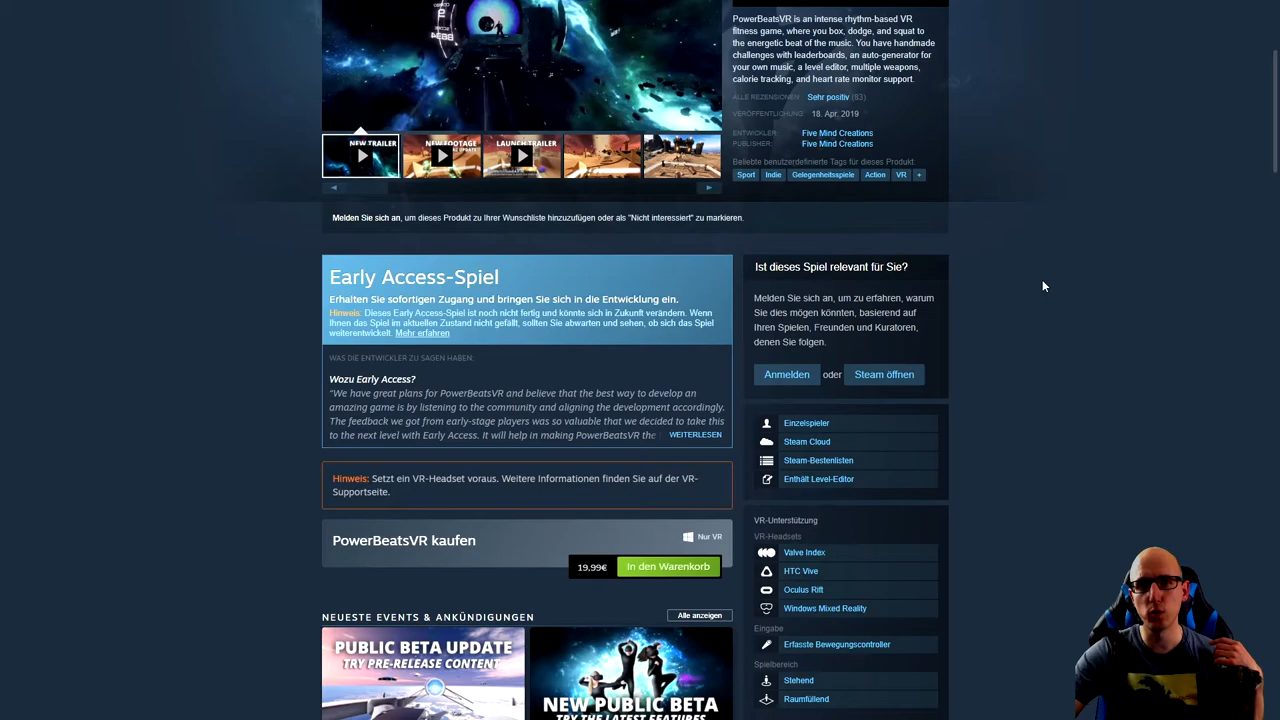 PowerBeatsVR is an intense rhythm-based VR
fitness game, where you box, dodge, and squat to
the energetic beat of the music. You have handmade
challenges with leaderboards, an auto-generator for
your own music, a level editor, multiple weapons,
calorie tracking, and heart rate monitor support.
ALLE REZENSIONEN: Sehr positiv (83)
VERÖFFENTLICHUNG: 18. Apr. 2019
ENTWICKLER: Five Mind Creations
PUBLISHER: Five Mind Creations
Beliebte benutzerdefinierte Tags für dieses Produkt:
Sport Indie Gelegenheitsspiele Action VR +
NEW TRAILER
NEW FOOTAGE
LAUNCH TRAILER
Melden Sie sich an, um dieses Produkt zu Ihrer Wunschliste hinzuzufügen oder als "Nicht interessiert" zu markieren.
Early Access-Spiel
Erhalten Sie sofortigen Zugang und bringen Sie sich in die Entwicklung ein.
Hinweis: Dieses Early Access-Spiel ist noch nicht fertig und könnte sich in Zukunft verändern. Wenn
Ihnen das Spiel im aktuellen Zustand nicht gefällt, sollten Sie abwarten und sehen, ob sich das Spiel
weiterentwickelt. Mehr erfahren
WAS DIE ENTWICKLER ZU SAGEN HABEN:
Wozu Early Access?
"We have great plans for PowerBeatsVR and believe that the best way to develop an
amazing game is by listening to the community and aligning the development accordingly.
The feedback we got from early-stage players was so valuable that we decided to take this
to the next level with Early Access. It will help in making PowerBeatsVR the WEITERLESEN
Hinweis: Setzt ein VR-Headset voraus. Weitere Informationen finden Sie auf der VR-
Supportseite.
PowerBeatsVR kaufen
Nur VR
19,99€ In den Warenkorb
NEUESTE EVENTS & ANKÜNDIGUNGEN
Alle anzeigen
PUBLIC BETA UPDATE
TRY PRE-RELEASE CONTENT
NEW PUBLIC BETA
TRY THE LATEST FEATURES
Ist dieses Spiel relevant für Sie?
Melden Sie sich an, um zu erfahren, warum
Sie dies mögen könnten, basierend auf
Ihren Spielen, Freunden und Kuratoren,
denen Sie folgen.
Anmelden oder Steam öffnen
Einzelspieler
Steam Cloud
Steam-Bestenlisten
Enthält Level-Editor
VR-Unterstützung
VR-Headsets
Valve Index
HTC Vive
Oculus Rift
Windows Mixed Reality
Eingabe
Erfasste Bewegungscontroller
Spielbereich
Stehend
Raumfüllend